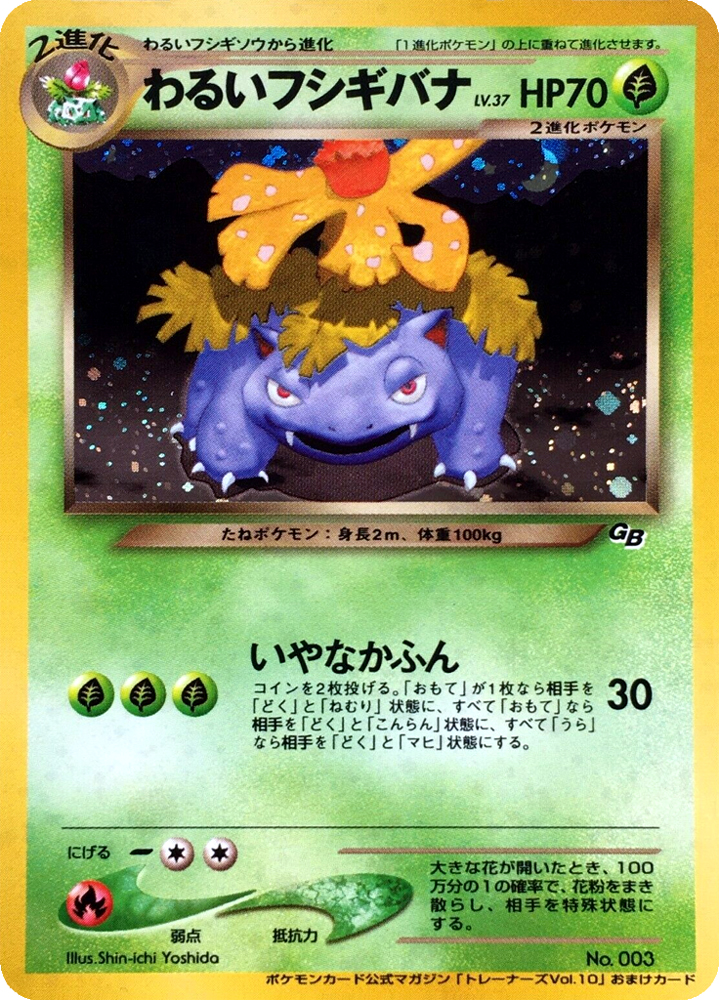 2進化
わるいフシギソウから進化
「1進化ポケモン」の上に重ねて進化させます。
わるいフシギバナ LV.37 HP70
2進化ポケモン
たねポケモン：身長2m、体重100kg
GB
いやなかふん
コインを2枚投げる。「おもて」が1枚なら相手を
「どく」と「ねむり」状態に、すべて「おもて」なら
相手を「どく」と「こんらん」状態に、すべて「うら」
なら相手を「どく」と「マヒ」状態にする。
30
にげる
弱点
抵抗力
大きな花が開いたとき、100
万分の1の確率で、花粉をまき
散らし、相手を特殊状態に
する。
Illus.Shin-ichi Yoshida
No. 003
ポケモンカード公式マガジン「トレーナーズVol.10」おまけカード